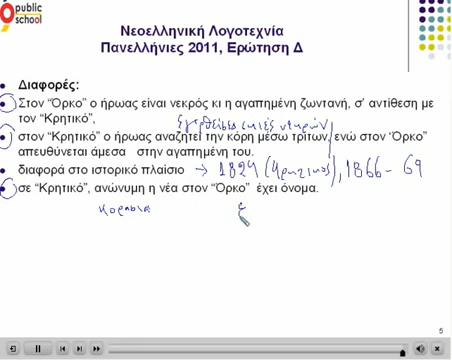 public
school
Νεοελληνική Λογοτεχνία
Πανελλήνιες 2011, Ερώτηση Δ
Διαφορές:
Στον "Όρκο" ο ήρωας είναι νεκρός κι η αγαπημένη ζωντανή, σ' αντίθεση με
τον "Κρητικό",
στον "Κρητικό" ο ήρωας αναζητεί την κόρη μέσω τρίτων, ενώ στον 'Όρκο"
απευθύνεται άμεσα στην αγαπημένη του.
διαφορά στο ιστορικό πλαίσιο → 1824 (Κρητικος), 1866 - 69
σε "Κρητικό", ανώνυμη η νέα στον "Όρκο" έχει όνομα.
5